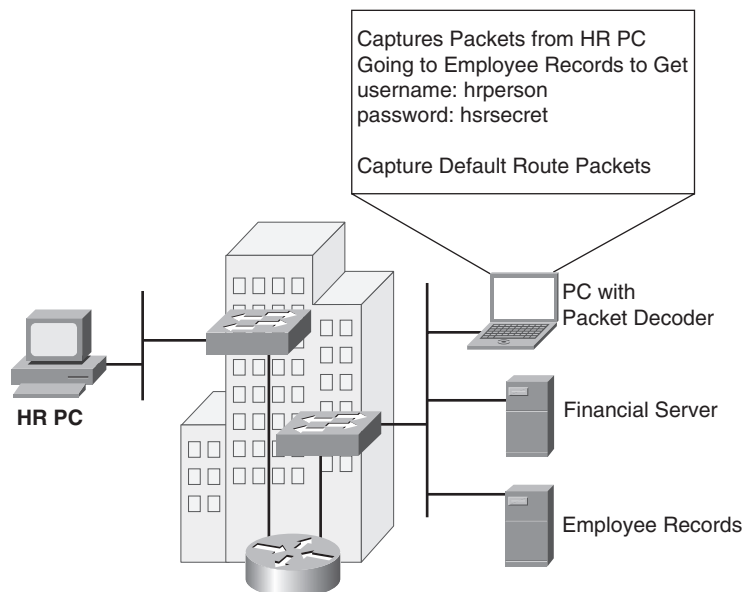 Captures Packets from HR PC
Going to Employee Records to Get
username: hrperson
password: hsrsecret
Capture Default Route Packets
PC with
Packet Decoder
HR PC
Financial Server
Employee Records